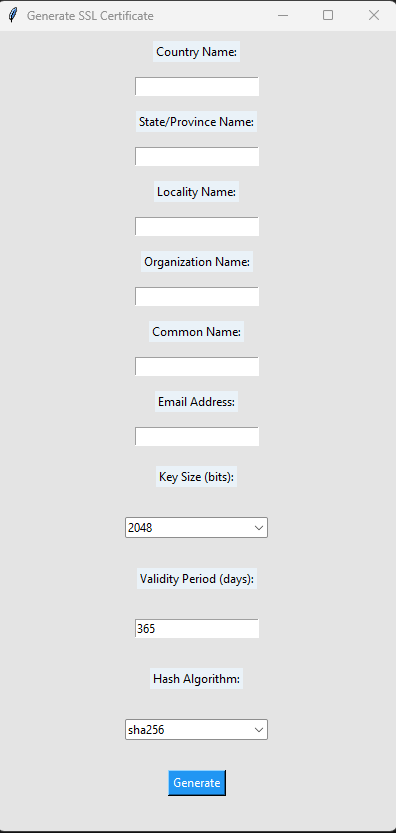 Generate SSL Certificate
Country Name:
State/Province Name:
Locality Name:
Organization Name:
Common Name:
Email Address:
Key Size (bits):
2048
Validity Period (days):
365
Hash Algorithm:
sha256
Generate